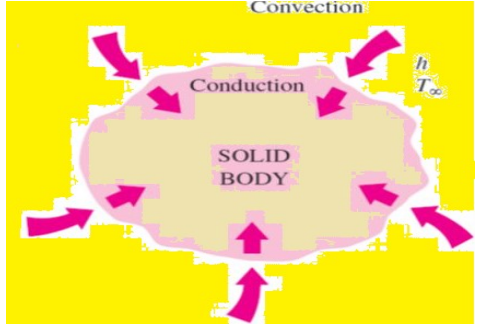 Convection
h
T∞
Conduction
SOLID
BODY